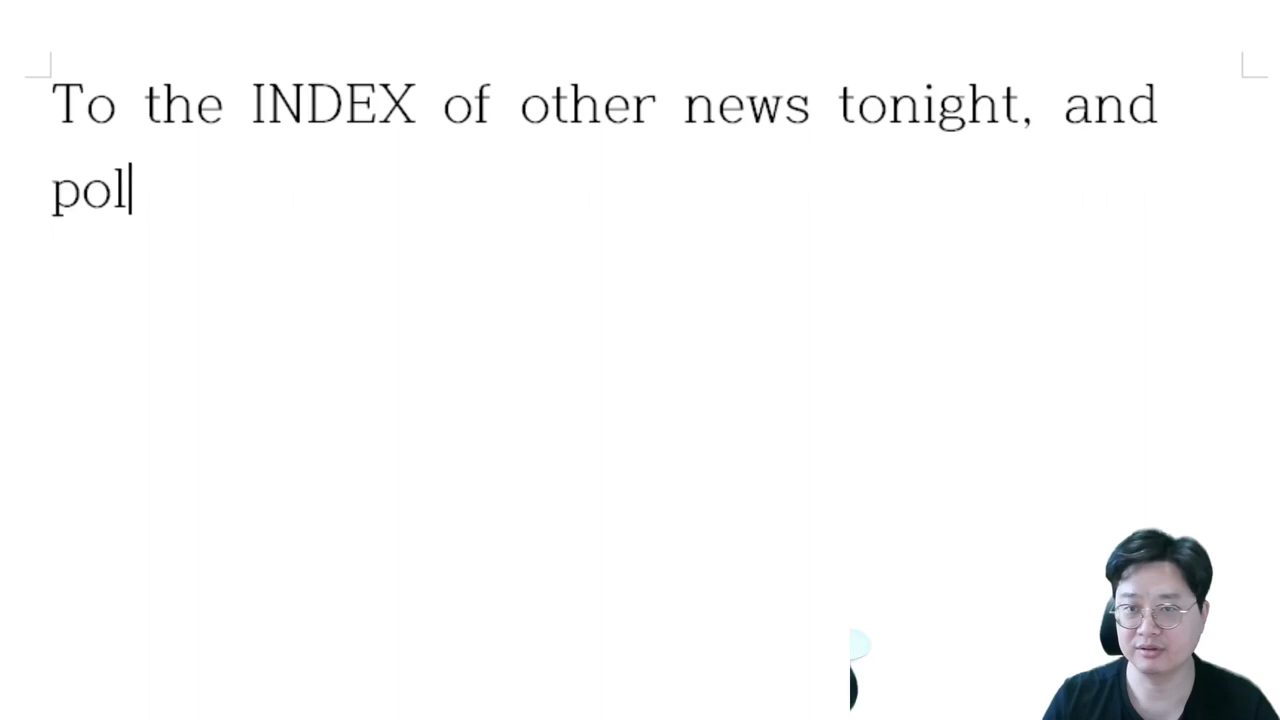 To the INDEX of other news tonight, and
pol